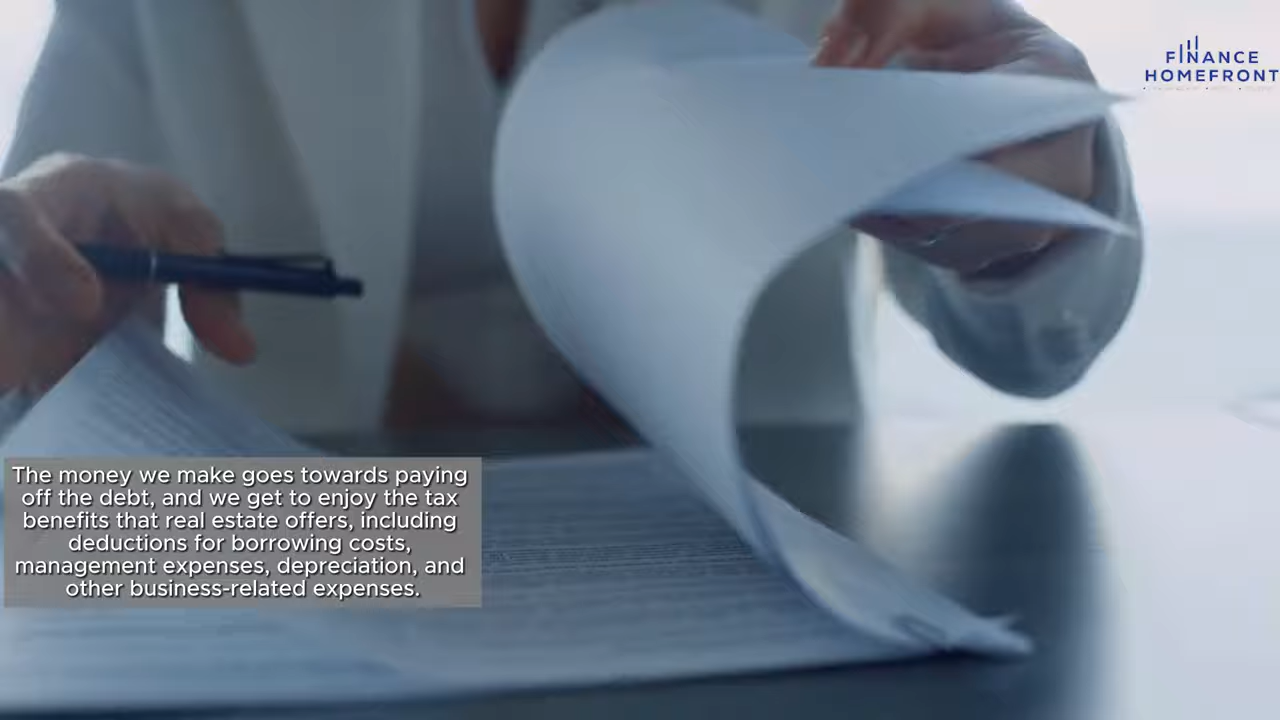 FINANCE
HOMEFRONT
The money we make goes towards paying
off the debt, and we get to enjoy the tax
benefits that real estate offers, including
deductions for borrowing costs,
management expenses, depreciation, and
other business-related expenses.